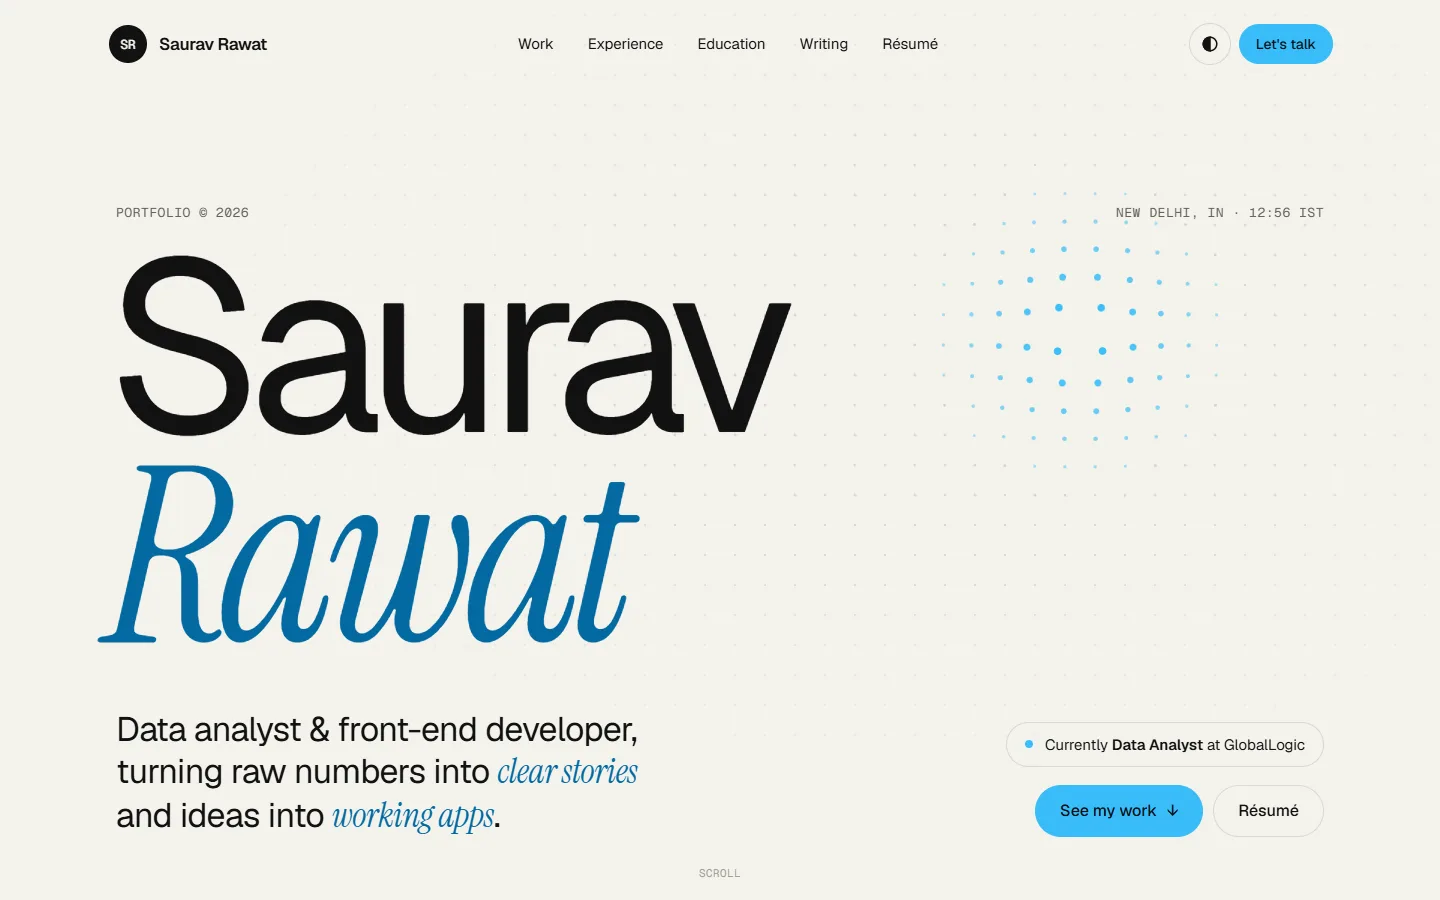 SR Saurav Rawat Work Experience Education Writing Résumé Let's talk
PORTFOLIO © 2026 NEW DELHI, IN · 12:56 IST
Saurav
Rawat
Data analyst & front-end developer,
turning raw numbers into clear stories
and ideas into working apps.
Currently Data Analyst at GlobalLogic
See my work ↓ Résumé
SCROLL